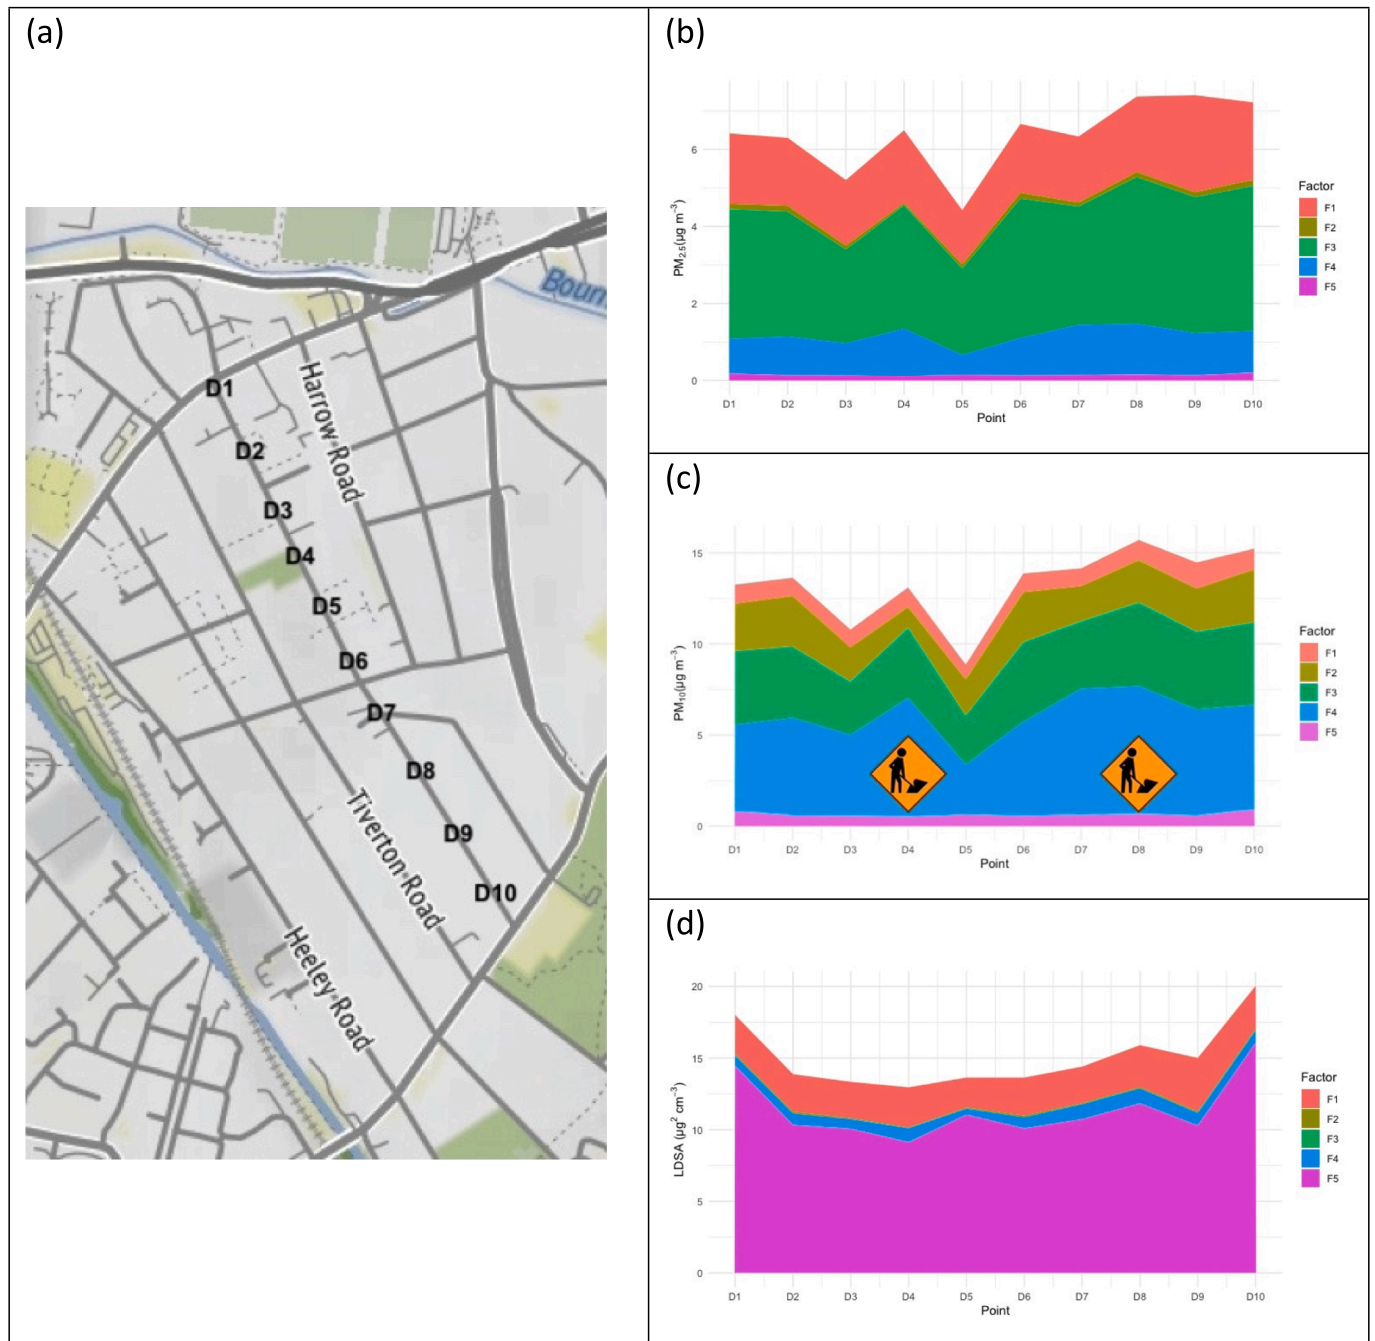 (a)
Boun
Harrow Road
D1
D2
D3
D4
D5
D6
D7
D8
D9
D10
Tiverton Road
Heeley Road
(b)
PM2.5(µg m−3)
6
4
2
0
D1 D2 D3 D4 D5 D6 D7 D8 D9 D10
Point
Factor
F1
F2
F3
F4
F5
(c)
PM10(µg m−3)
15
10
5
0
D1 D2 D3 D4 D5 D6 D7 D8 D9 D10
Point
Factor
F1
F2
F3
F4
F5
(d)
LDSA (µg2 cm−3)
20
15
10
5
0
D1 D2 D3 D4 D5 D6 D7 D8 D9 D10
Point
Factor
F1
F2
F3
F4
F5